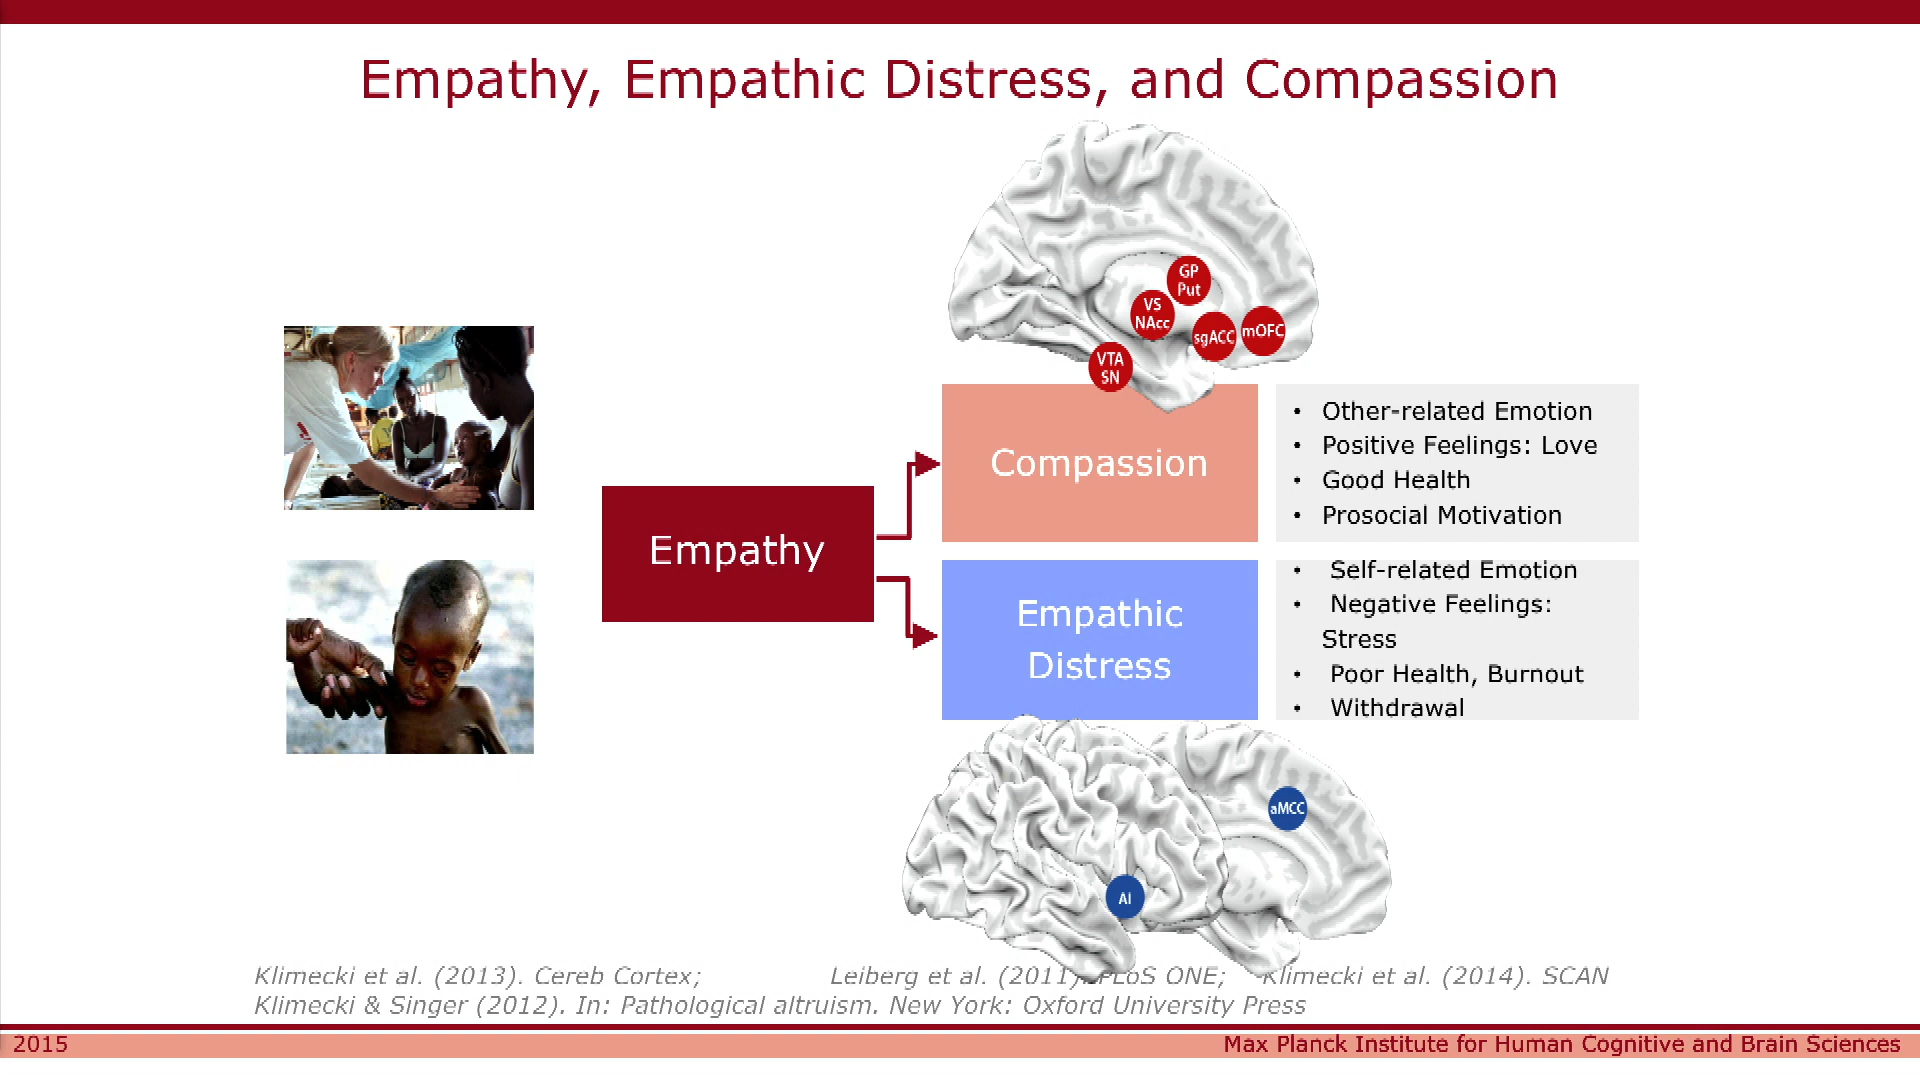 Empathy, Empathic Distress, and Compassion
GP
Put
VS
NAcc
sgACC
mOFC
VTA
SN
Empathy
Compassion
• Other-related Emotion
• Positive Feelings: Love
• Good Health
• Prosocial Motivation
Empathic
Distress
• Self-related Emotion
• Negative Feelings:
Stress
• Poor Health, Burnout
• Withdrawal
aMCC
AI
Klimecki et al. (2013). Cereb Cortex; Leiberg et al. (2011). PLoS ONE; Klimecki et al. (2014). SCAN
Klimecki & Singer (2012). In: Pathological altruism. New York: Oxford University Press
2015
Max Planck Institute for Human Cognitive and Brain Sciences